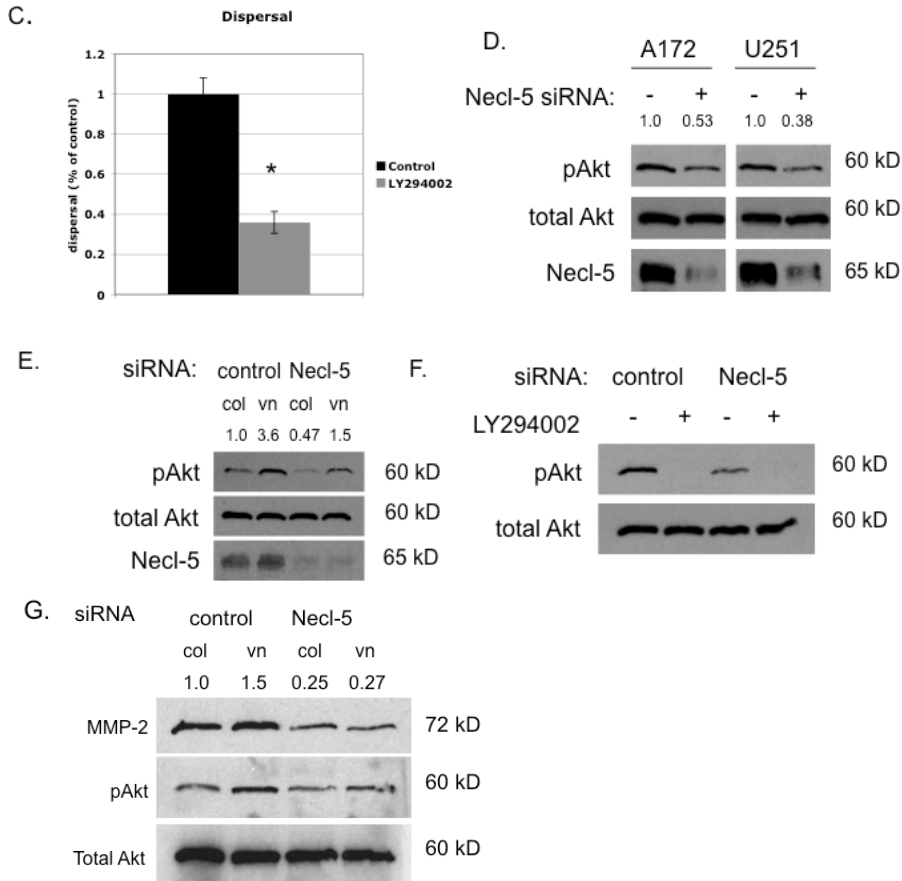 C.
Dispersal
1.2
1
0.8
0.6
0.4
0.2
0
dispersal (% of control)
*
Control
LY294002
D.
A172 U251
Necl-5 siRNA: - + - +
1.0 0.53 1.0 0.38
pAkt 60 kD
total Akt 60 kD
Necl-5 65 kD
E.
siRNA: control Necl-5
col vn col vn
1.0 3.6 0.47 1.5
pAkt 60 kD
total Akt 60 kD
Necl-5 65 kD
F.
siRNA: control Necl-5
LY294002 - + - +
pAkt 60 kD
total Akt 60 kD
G. siRNA control Necl-5
col vn col vn
1.0 1.5 0.25 0.27
MMP-2 72 kD
pAkt 60 kD
Total Akt 60 kD